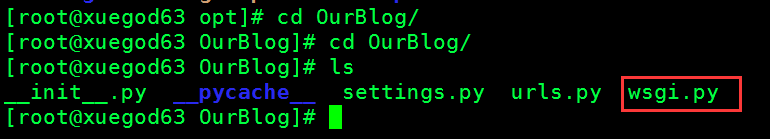 [root@xuegod63 opt]# cd OurBlog/
[root@xuegod63 OurBlog]# cd OurBlog/
[root@xuegod63 OurBlog]# ls
__init__.py  __pycache__  settings.py  urls.py  wsgi.py
[root@xuegod63 OurBlog]#